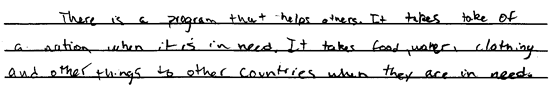 There is a program that helps others. It takes take of
a nation when it is in need. It takes food, water, clothing
and other things to other countries when they are in need.